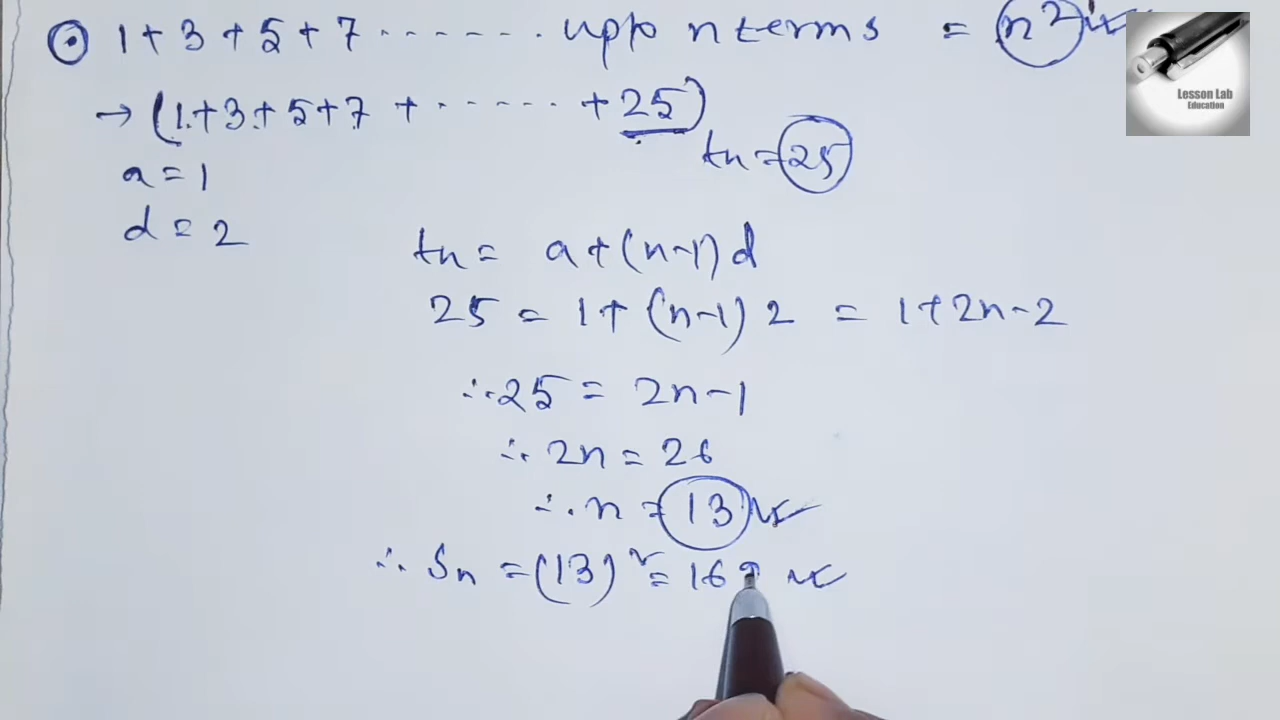 1+3+5+7 ....... upto n terms = n²
Lesson Lab
Education
→ (1+3+5+7 + ...... +25)
tn = 25
a = 1
d = 2
tn = a+(n-1)d
25 = 1+(n-1)2 = 1+2n-2
∴25 = 2n-1
∴ 2n = 26
∴ n = 13
∴ Sn = (13)² = 169